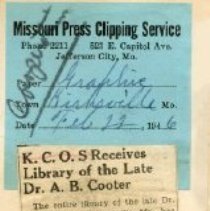 Missouri Press Clipping Service
Phone 2211 523 E. Capitol Ave.
Jefferson City, Mo.
Paper Graphic
Town Kirksville Mo.
Date Feb 22, 1946
K. C. O. S Receives
Library of the Late
Dr. A. B. Cooter
The entire library of the late Dr.